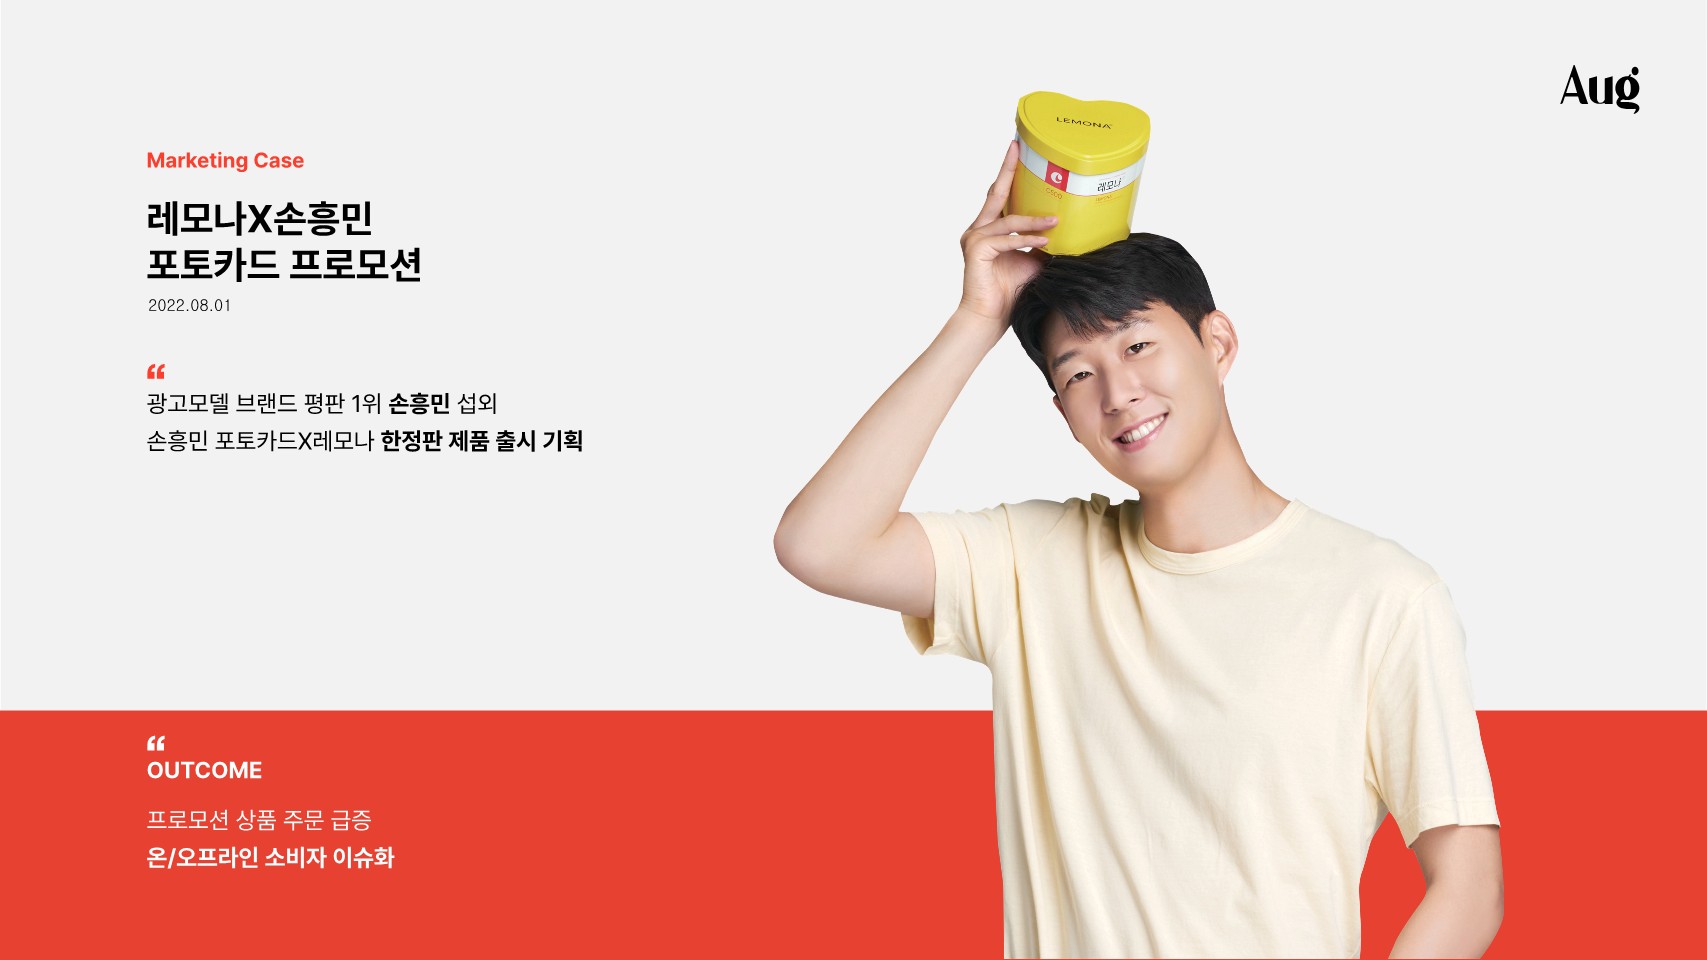 Aug
Marketing Case
레모나X손흥민
포토카드 프로모션
2022.08.01
“
광고모델 브랜드 평판 1위 손흥민 섭외
손흥민 포토카드X레모나 한정판 제품 출시 기획
LEMONA
레모나
“
OUTCOME
프로모션 상품 주문 급증
온/오프라인 소비자 이슈화